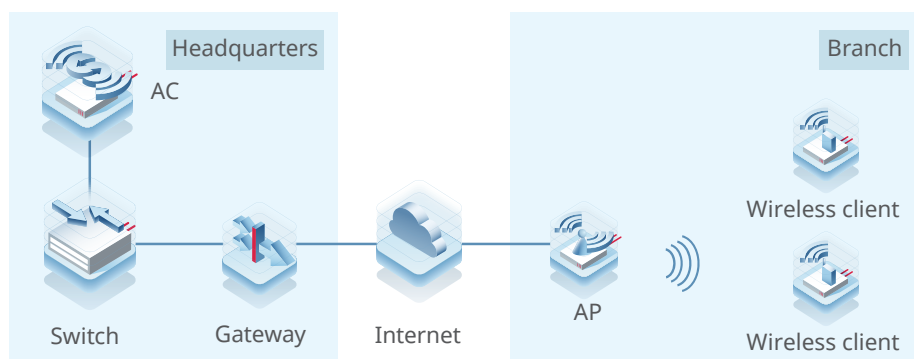 Headquarters
Branch
AC
Wireless client
Switch
Gateway
Internet
AP
Wireless client